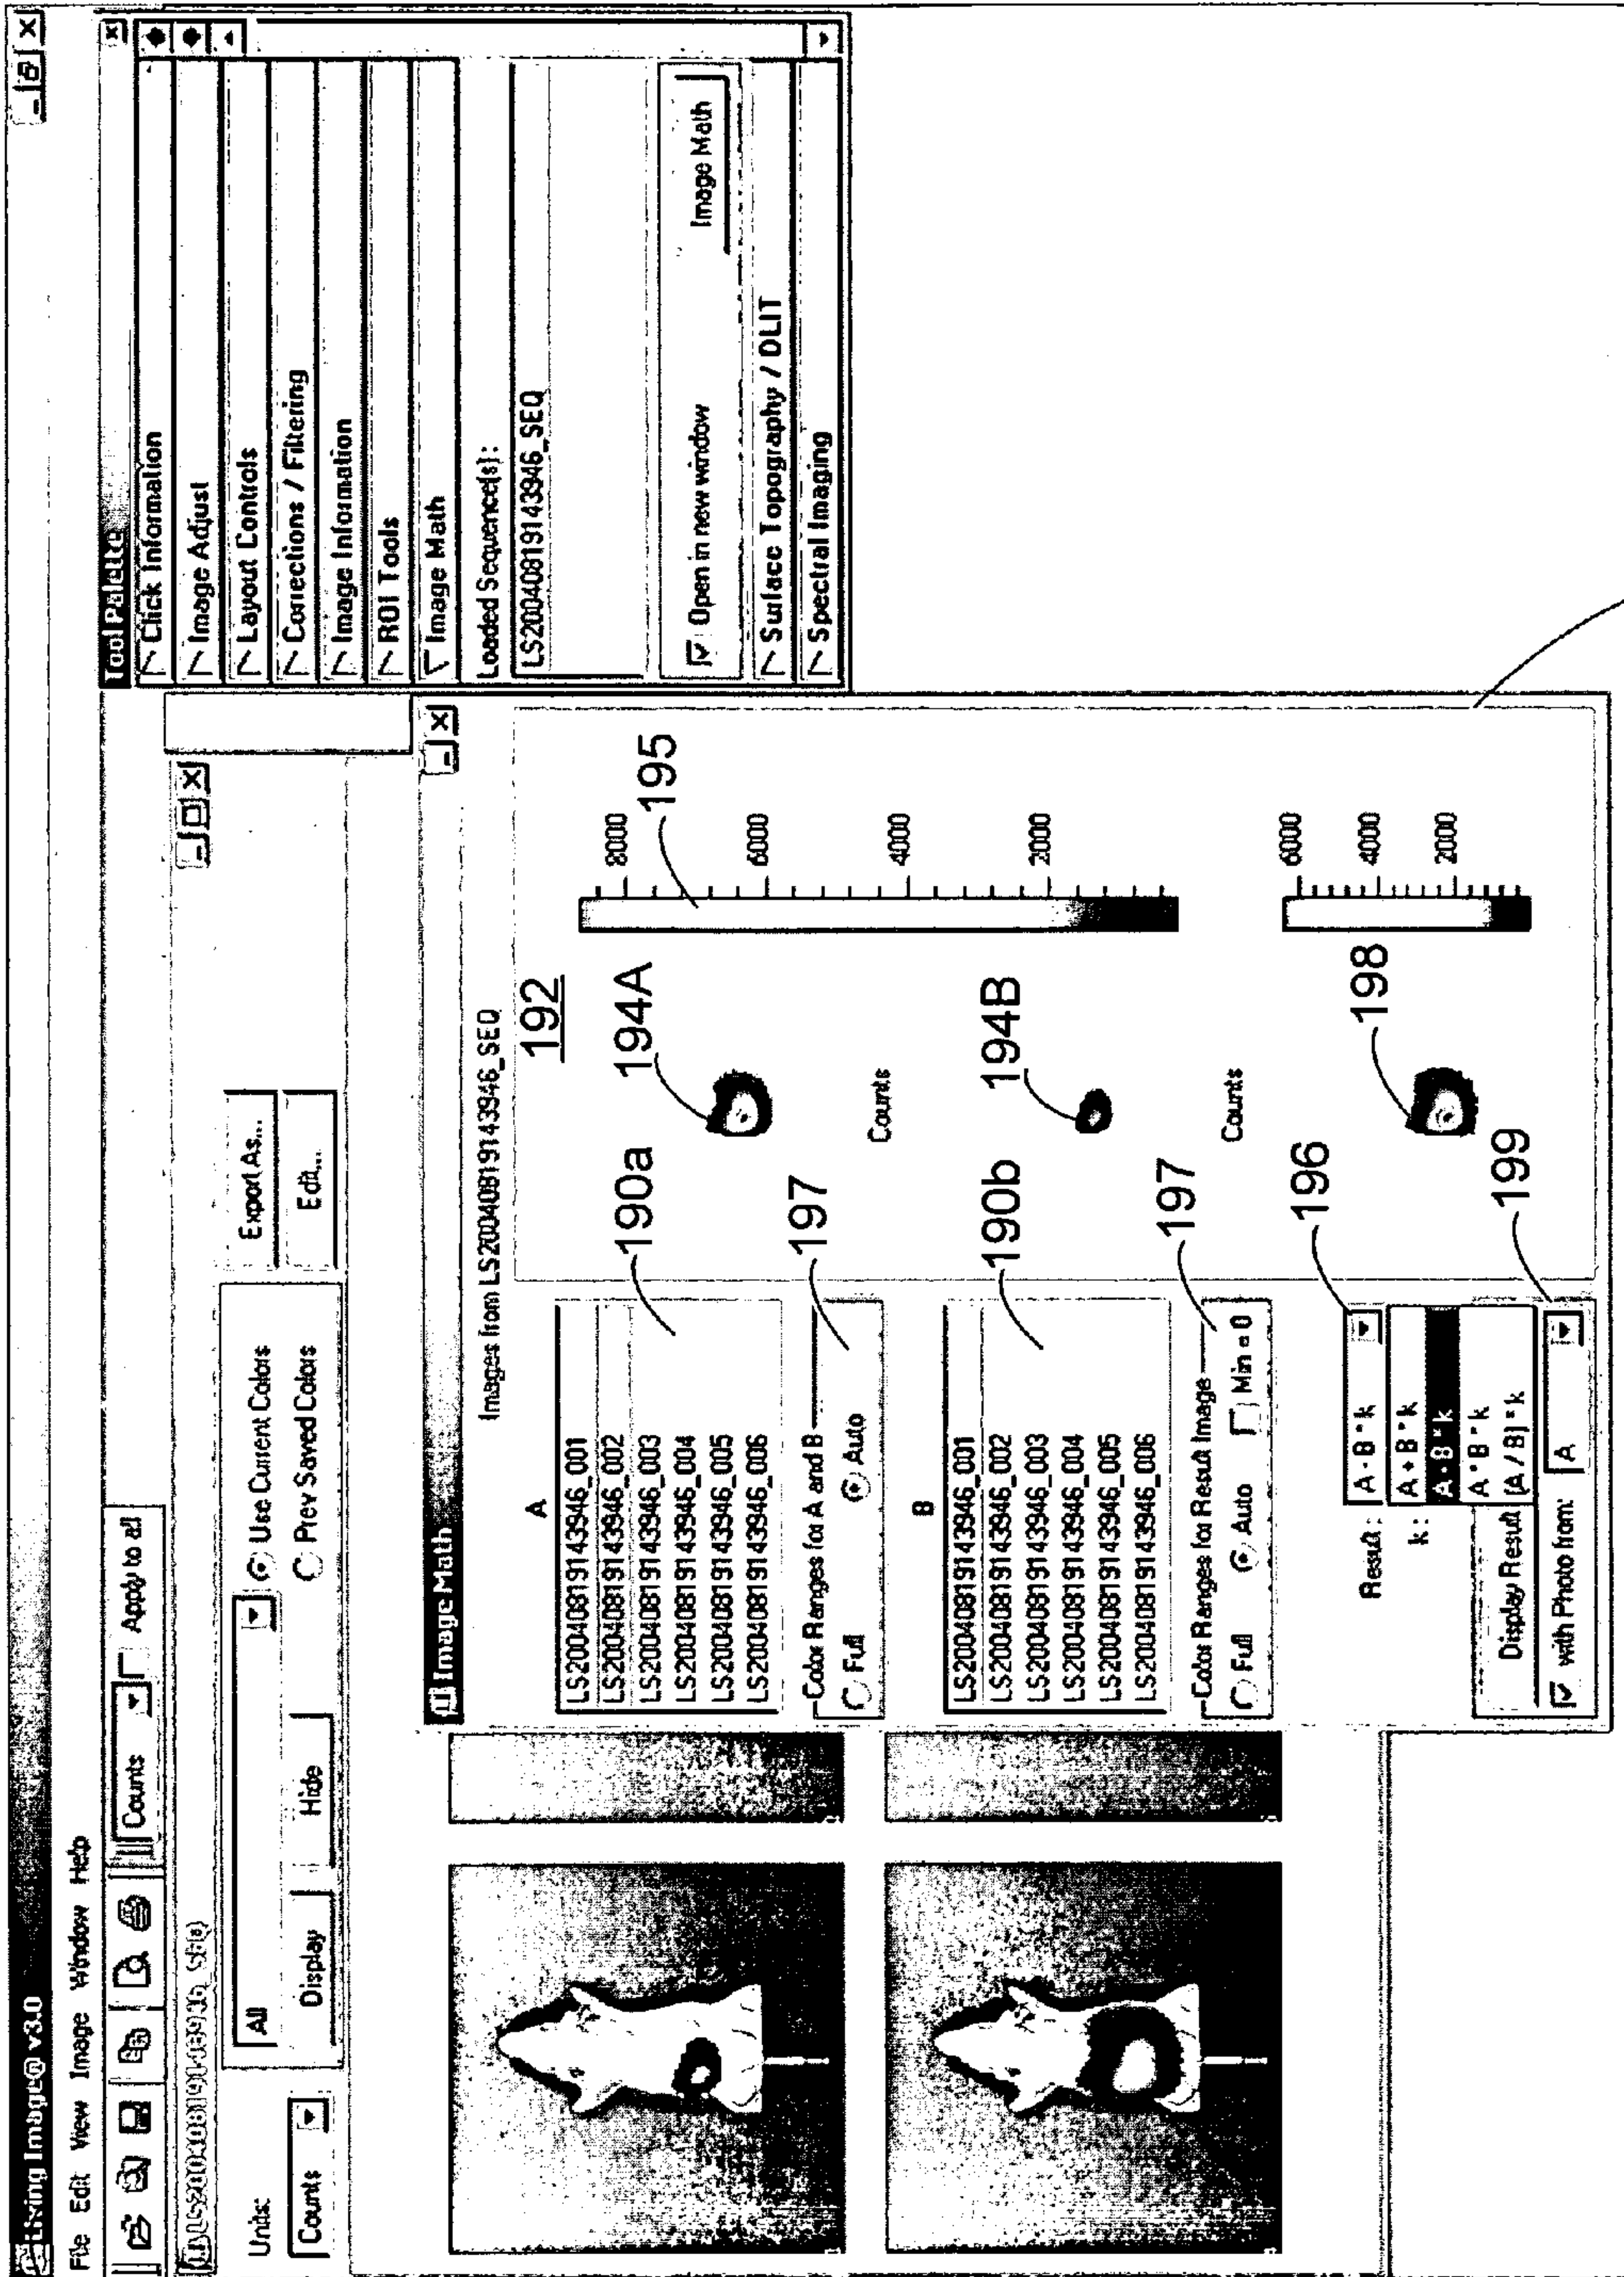 Living Image® v3.0
File Edit View Image Window Help
Counts
Apply to all
Units:
Counts
All
Display
Hide
Use Current Colors
Prev Saved Colors
Export As...
Edit...
Tool Palette
Click Information
Image Adjust
Layout Controls
Corrections / Filtering
Image Information
ROI Tools
Image Math
Loaded Sequence(s):
LS20040819143946_SEQ
Open in new window
Image Math
Surface Topography / DLIT
Spectral Imaging
Image Math
Images from LS20040819143946_SEQ
A
LS20040819143946_001
LS20040819143946_002
LS20040819143946_003
LS20040819143946_004
LS20040819143946_005
LS20040819143946_006
190a
Color Ranges for A and B
Full
Auto
197
B
LS20040819143946_001
LS20040819143946_002
LS20040819143946_003
LS20040819143946_004
LS20040819143946_005
LS20040819143946_006
190b
Color Ranges for Result Image
Full
Auto
Min = 0
197
Result:
A - B * k
196
k:
A + B * k
A - B * k
A * B * k
(A / B) * k
Display Result
with Photo from:
A
199
192
194A
195
8000
6000
4000
2000
Counts
194B
Counts
198
6000
4000
2000